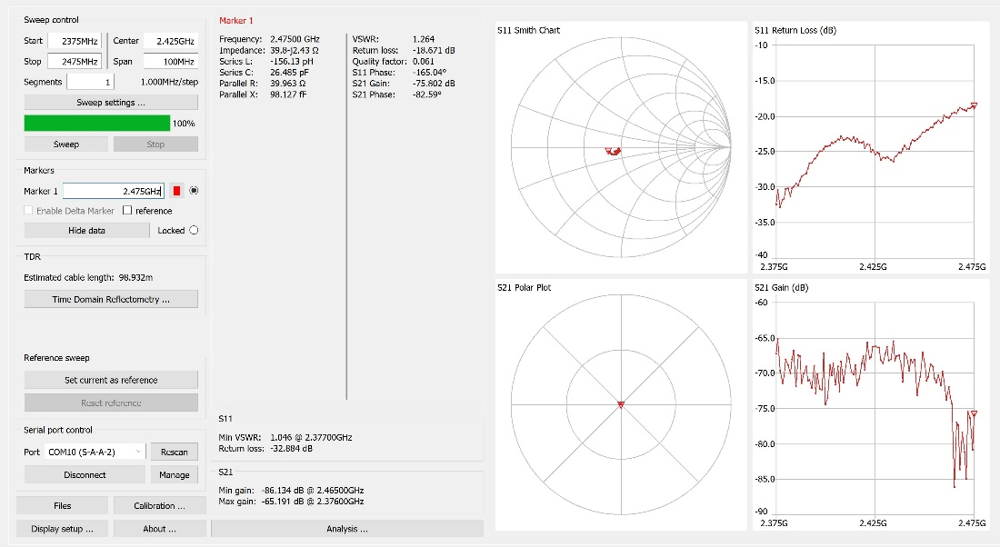 Sweep control
Start 2375MHz Center 2.425GHz
Stop 2475MHz Span 100MHz
Segments 1 1.000MHz/step
Sweep settings ...
100%
Sweep Stop
Markers
Marker 1 2.475GHz
Enable Delta Marker reference
Hide data Locked
TDR
Estimated cable length: 98.932m
Time Domain Reflectometry ...
Reference sweep
Set current as reference
Reset reference
Serial port control
Port COM10 (S-A-A-2) Rescan
Disconnect Manage
Files Calibration ...
Display setup ... About ...
Marker 1
Frequency: 2.47500 GHz
Impedance: 39.8-j2.43 Ω
Series L: -156.13 pH
Series C: 26.485 pF
Parallel R: 39.963 Ω
Parallel X: 98.127 fF
VSWR: 1.264
Return loss: -18.671 dB
Quality factor: 0.061
S11 Phase: -165.04°
S21 Gain: -75.802 dB
S21 Phase: -82.59°
S11
Min VSWR: 1.046 @ 2.37700GHz
Return loss: -32.884 dB
S21
Min gain: -86.134 dB @ 2.46500GHz
Max gain: -65.191 dB @ 2.37600GHz
Analysis ...
S11 Smith Chart
S11 Return Loss (dB)
-10
-15.0
-20.0
-25.0
-30.0
-35.0
-40
2.375G 2.425G 2.475G
S21 Polar Plot
S21 Gain (dB)
-60
-65.0
-70.0
-75.0
-80.0
-85.0
-90
2.375G 2.425G 2.475G